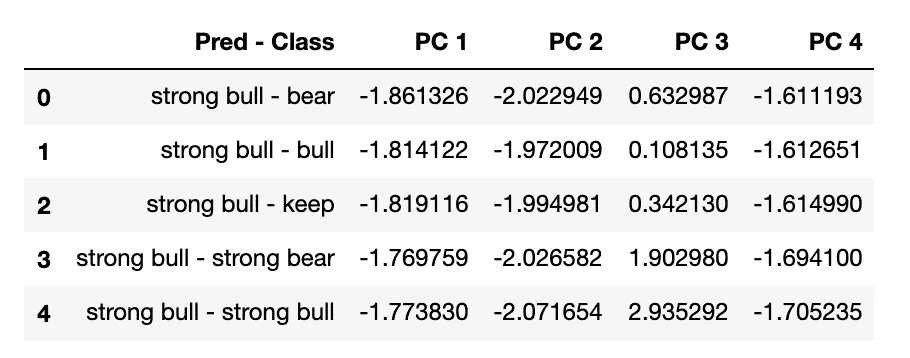 Pred - Class PC 1 PC 2 PC 3 PC 4
0 strong bull - bear -1.861326 -2.022949 0.632987 -1.611193
1 strong bull - bull -1.814122 -1.972009 0.108135 -1.612651
2 strong bull - keep -1.819116 -1.994981 0.342130 -1.614990
3 strong bull - strong bear -1.769759 -2.026582 1.902980 -1.694100
4 strong bull - strong bull -1.773830 -2.071654 2.935292 -1.705235